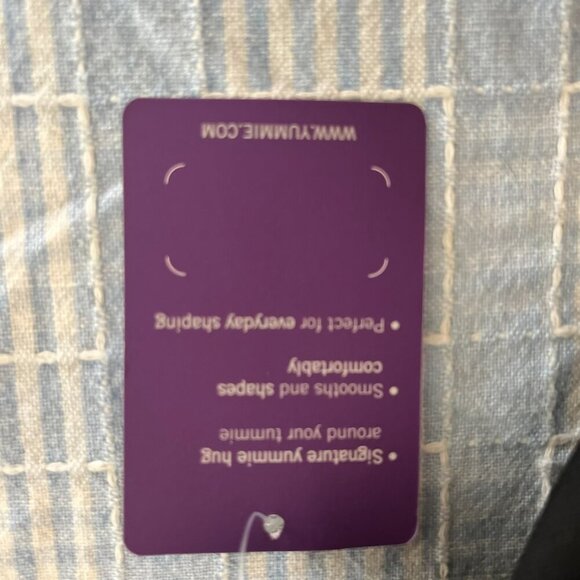 • Signature yummie hug
around your tummie
• Smooths and shapes
comfortably
• Perfect for everyday shaping
WWW.YUMMIE.COM